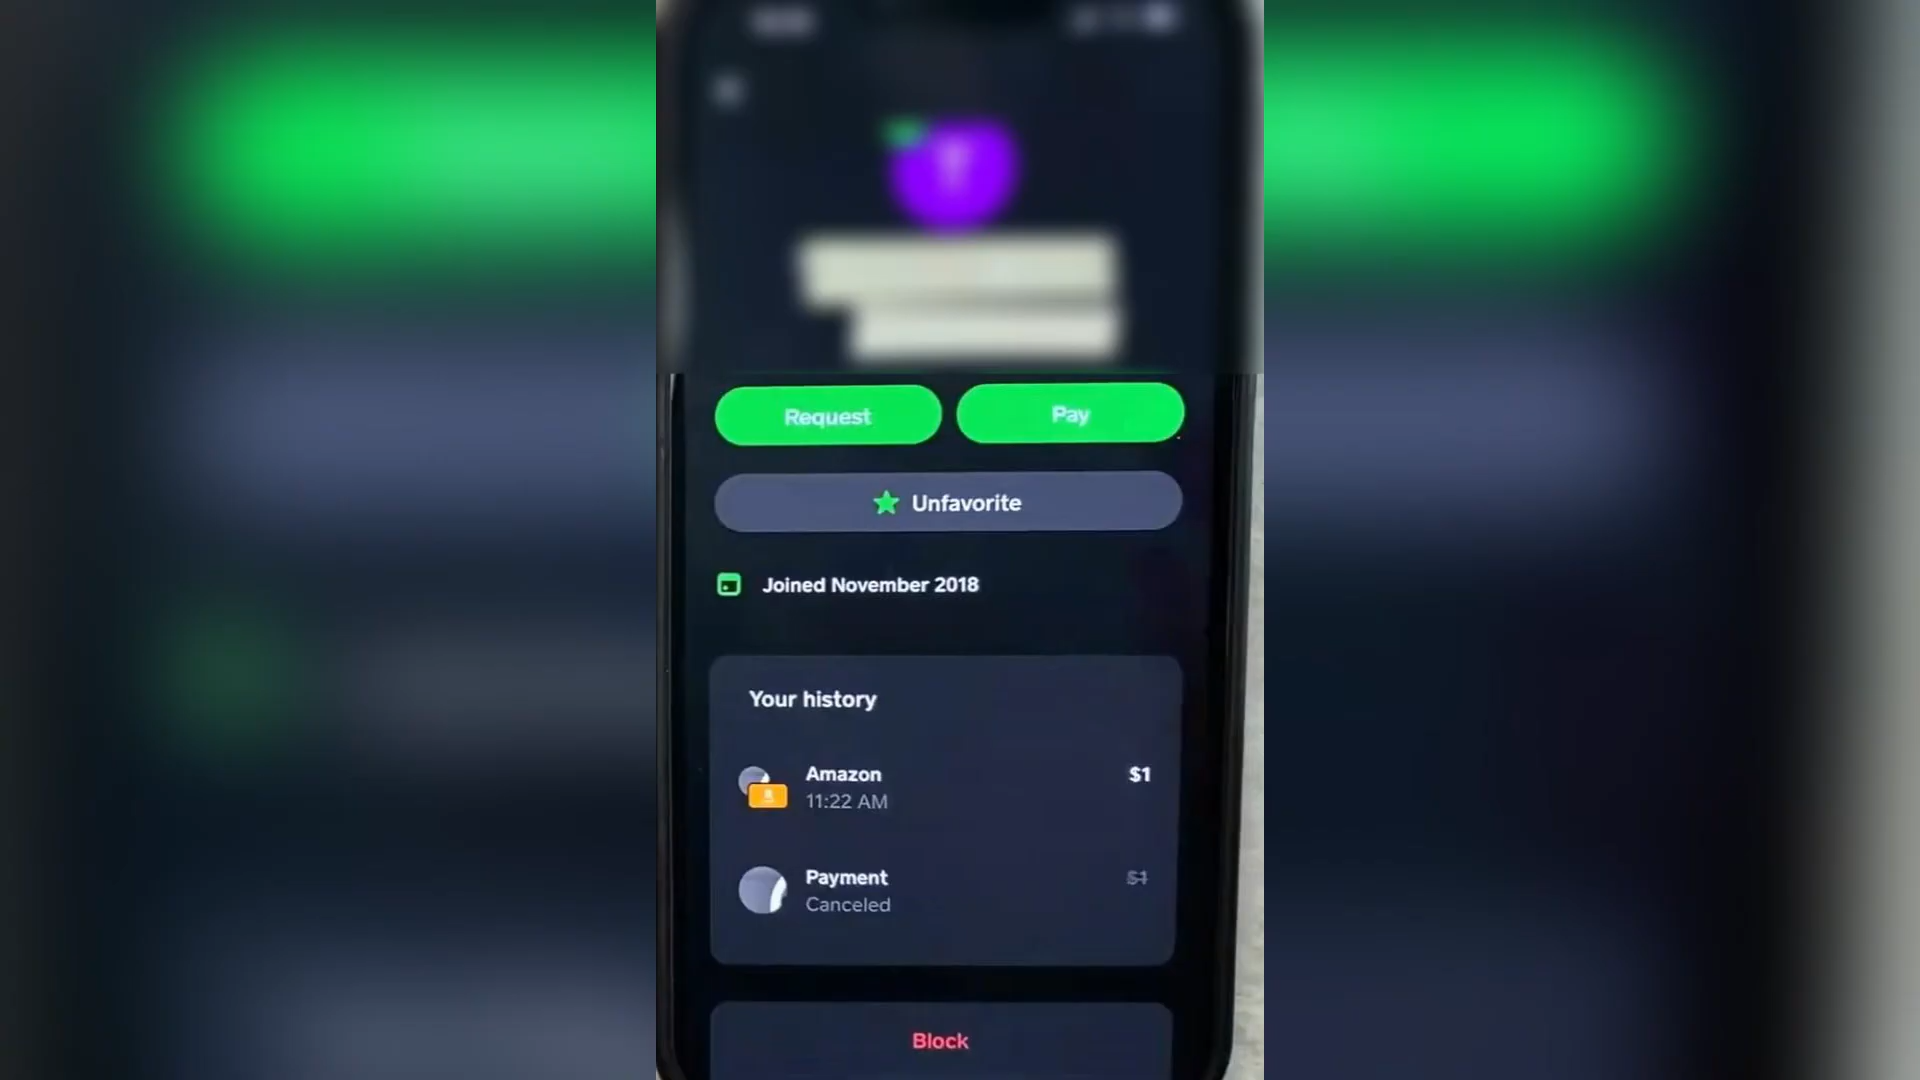 Request
Pay
Unfavorite
Joined November 2018
Your history
Amazon
$1
11:22 AM
Payment
$1
Canceled
Block